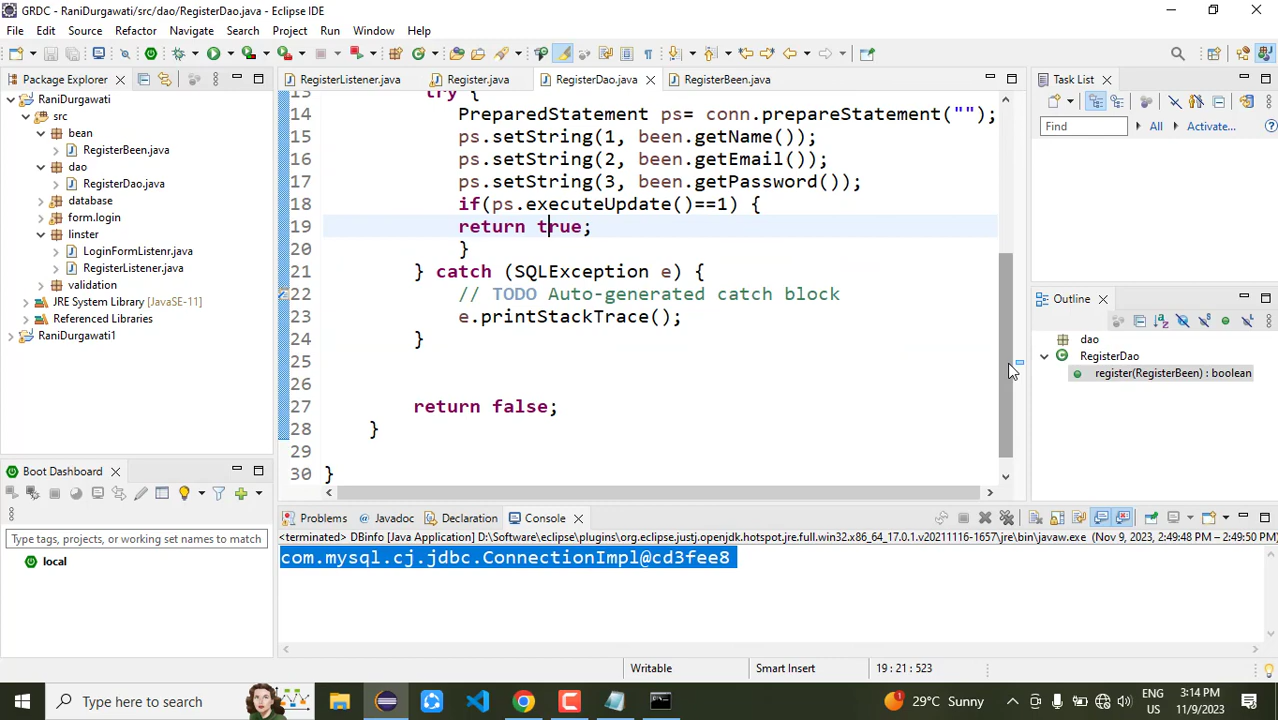 GRDC - RaniDurgawati/src/dao/RegisterDao.java - Eclipse IDE
File Edit Source Refactor Navigate Search Project Run Window Help
Package Explorer
RaniDurgawati
src
bean
RegisterBeen.java
dao
RegisterDao.java
database
form.login
linster
LoginFormListenr.java
RegisterListener.java
validation
JRE System Library [JavaSE-11]
Referenced Libraries
RaniDurgawati1
Boot Dashboard
Type tags, projects, or working set names to match
local
RegisterListener.java Register.java RegisterDao.java RegisterBeen.java
13 try {
14 PreparedStatement ps= conn.prepareStatement("");
15 ps.setString(1, been.getName());
16 ps.setString(2, been.getEmail());
17 ps.setString(3, been.getPassword());
18 if(ps.executeUpdate()==1) {
19 return true;
20 }
21 } catch (SQLException e) {
22 // TODO Auto-generated catch block
23 e.printStackTrace();
24 }
25
26
27 return false;
28 }
29
30 }
Task List
Find All Activate...
Outline
dao
RegisterDao
register(RegisterBeen) : boolean
Problems Javadoc Declaration Console
<terminated> DBinfo [Java Application] D:\Software\eclipse\plugins\org.eclipse.justj.openjdk.hotspot.jre.full.win32.x86_64_17.0.1.v20211116-1657\jre\bin\javaw.exe (Nov 9, 2023, 2:49:48 PM – 2:49:50 PM)
com.mysql.cj.jdbc.ConnectionImpl@cd3fee8
Writable Smart Insert 19 : 21 : 523
Type here to search
29°C Sunny
ENG
US
3:14 PM
11/9/2023